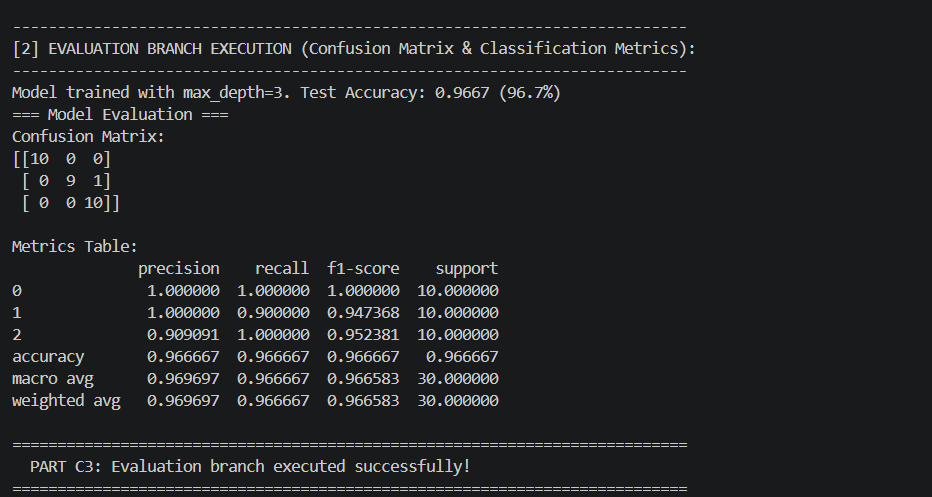 ---------------------------------------------------------------------------
[2] EVALUATION BRANCH EXECUTION (Confusion Matrix & Classification Metrics):
---------------------------------------------------------------------------
Model trained with max_depth=3. Test Accuracy: 0.9667 (96.7%)
=== Model Evaluation ===
Confusion Matrix:
[[10  0  0]
 [ 0  9  1]
 [ 0  0 10]]

Metrics Table:
              precision    recall  f1-score    support
0              1.000000  1.000000  1.000000  10.000000
1              1.000000  0.900000  0.947368  10.000000
2              0.909091  1.000000  0.952381  10.000000
accuracy       0.966667  0.966667  0.966667   0.966667
macro avg      0.969697  0.966667  0.966583  30.000000
weighted avg   0.969697  0.966667  0.966583  30.000000

===========================================================================
  PART C3: Evaluation branch executed successfully!
===========================================================================